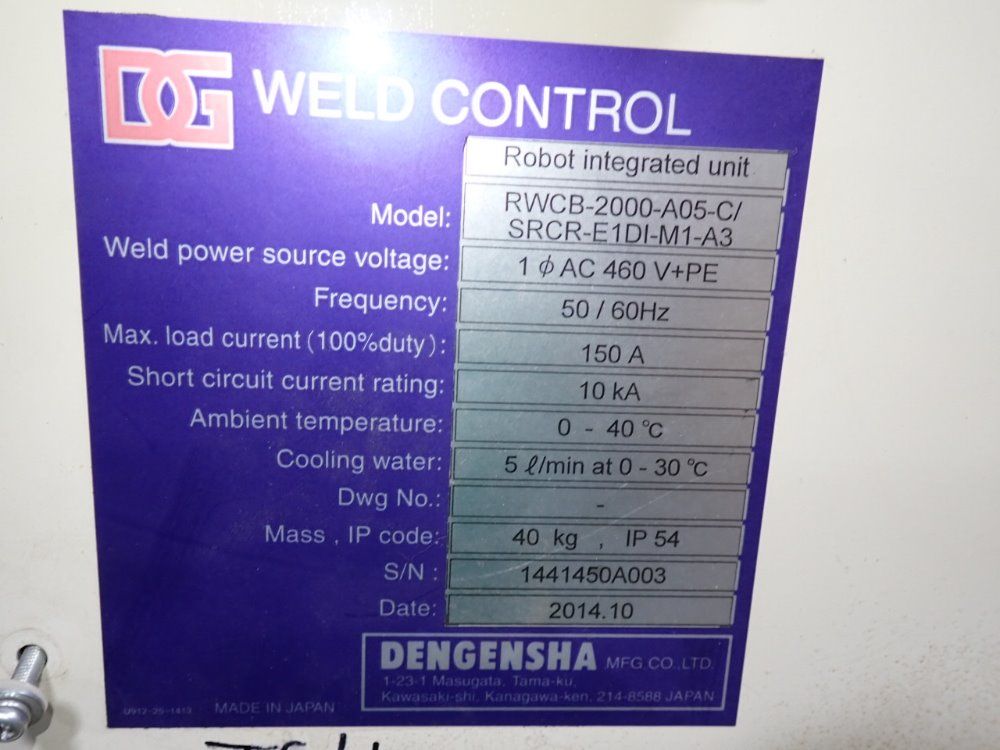 DG WELD CONTROL
Robot integrated unit
Model: RWCB-2000-A05-C/
SRCR-E1DI-M1-A3
Weld power source voltage: 1 ϕ AC 460 V+PE
Frequency: 50 / 60Hz
Max. load current (100%duty): 150 A
Short circuit current rating: 10 kA
Ambient temperature: 0 - 40 ℃
Cooling water: 5 ℓ/min at 0 - 30 ℃
Dwg No.: -
Mass , IP code: 40 kg , IP 54
S/N : 1441450A003
Date: 2014.10
DENGENSHA MFG.CO.,LTD.
1-23-1 Masugata, Tama-ku,
Kawasaki-shi, Kanagawa-ken, 214-8588 JAPAN
U912-25-1413 MADE IN JAPAN